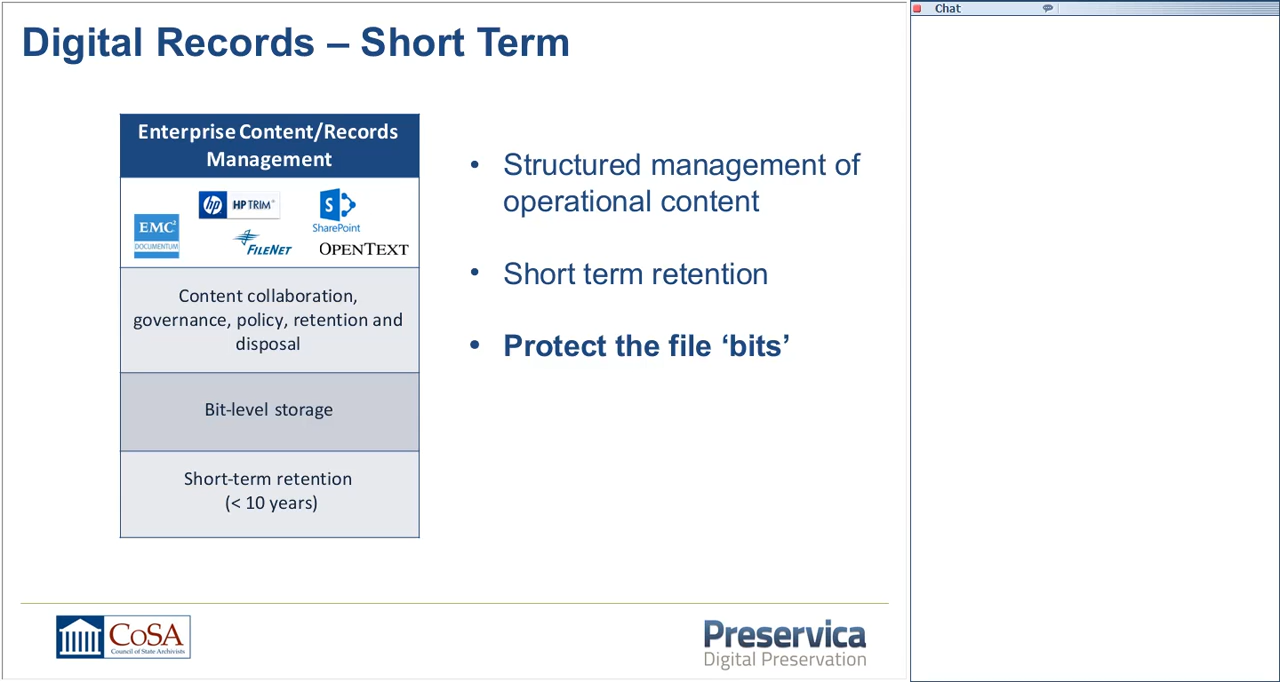 Digital Records – Short Term
Chat
Enterprise Content/Records
Management
hp HP TRIM
S
SharePoint
EMC²
DOCUMENTUM
FILENET
OPENTEXT
Content collaboration,
governance, policy, retention and
disposal
Bit-level storage
Short-term retention
(< 10 years)
• Structured management of
operational content
• Short term retention
• Protect the file ‘bits’
CoSA
Council of State Archivists
Preservica
Digital Preservation